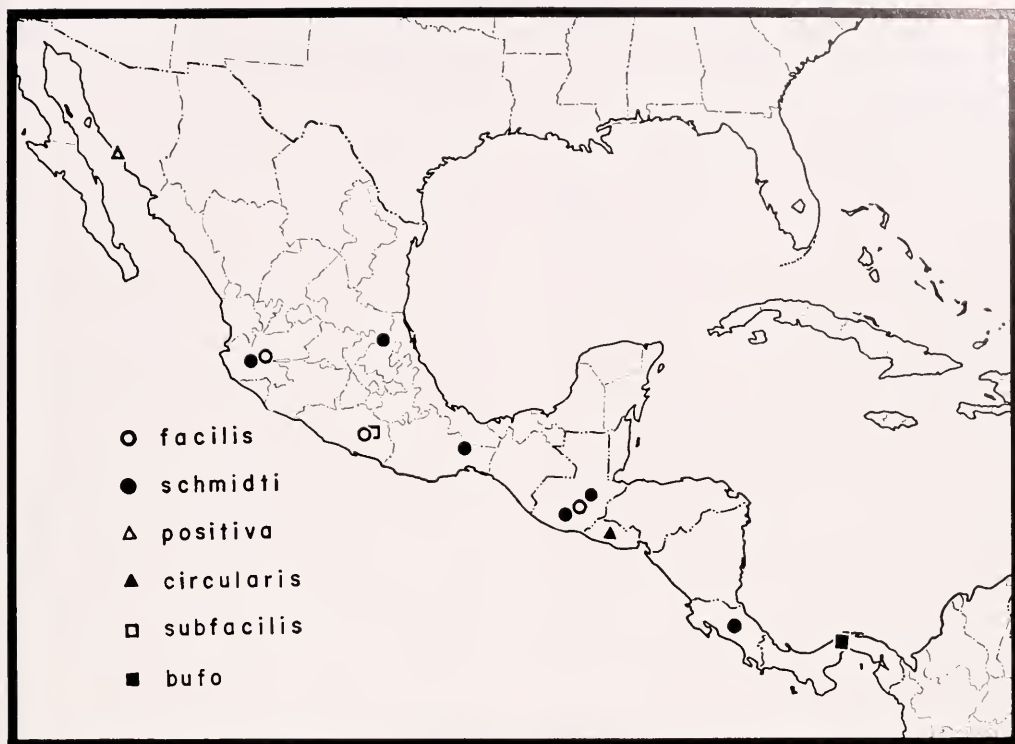 facilis
schmidti
positiva
circularis
subfacilis
bufo